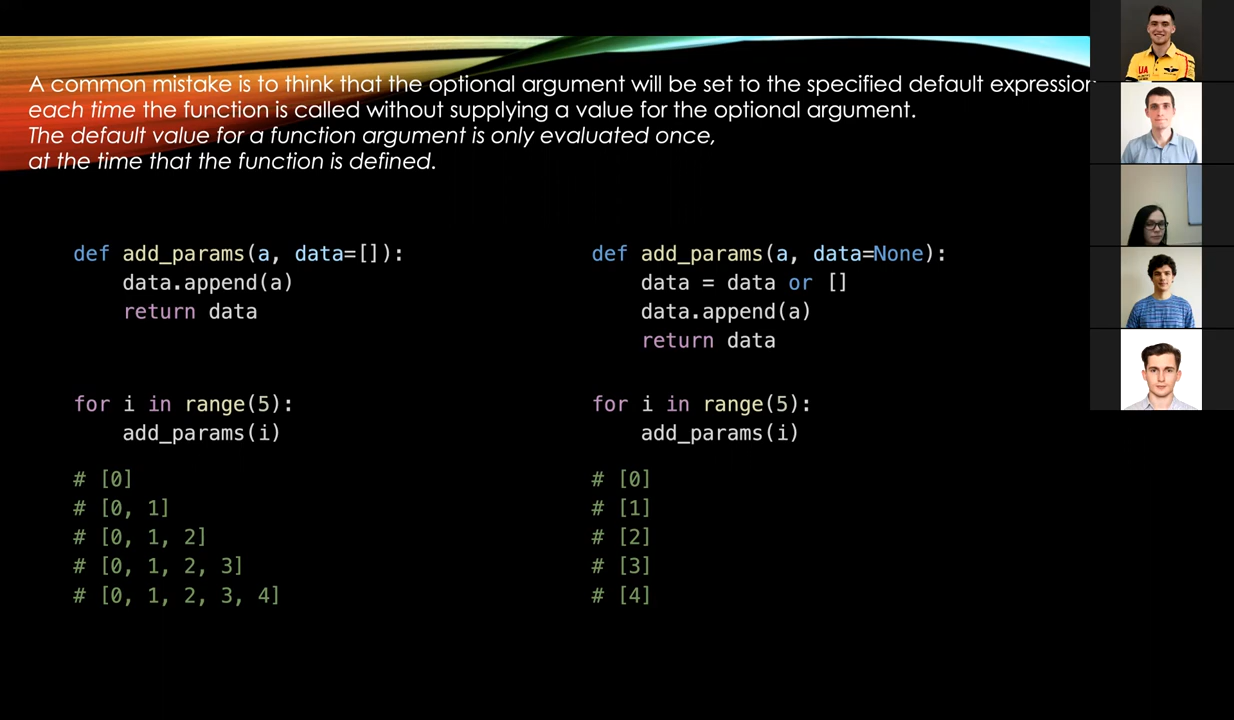 A common mistake is to think that the optional argument will be set to the specified default expression
each time the function is called without supplying a value for the optional argument.
The default value for a function argument is only evaluated once,
at the time that the function is defined.
def add_params(a, data=[]):
    data.append(a)
    return data
for i in range(5):
    add_params(i)
# [0]
# [0, 1]
# [0, 1, 2]
# [0, 1, 2, 3]
# [0, 1, 2, 3, 4]
def add_params(a, data=None):
    data = data or []
    data.append(a)
    return data
for i in range(5):
    add_params(i)
# [0]
# [1]
# [2]
# [3]
# [4]
UA